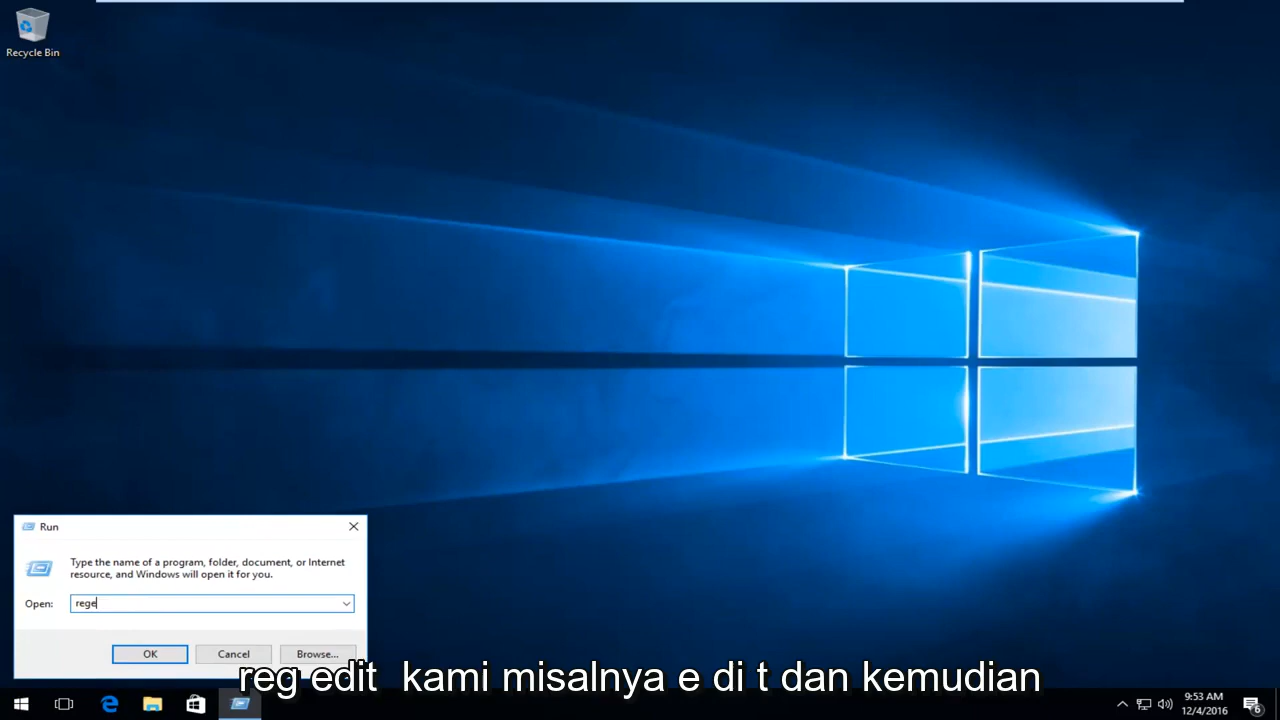 Recycle Bin
Run
Type the name of a program, folder, document, or Internet
resource, and Windows will open it for you.
Open:
rege
OK
Cancel
Browse...
reg edit  kami misalnya e di t dan kemudian
9:53 AM
12/4/2016
6